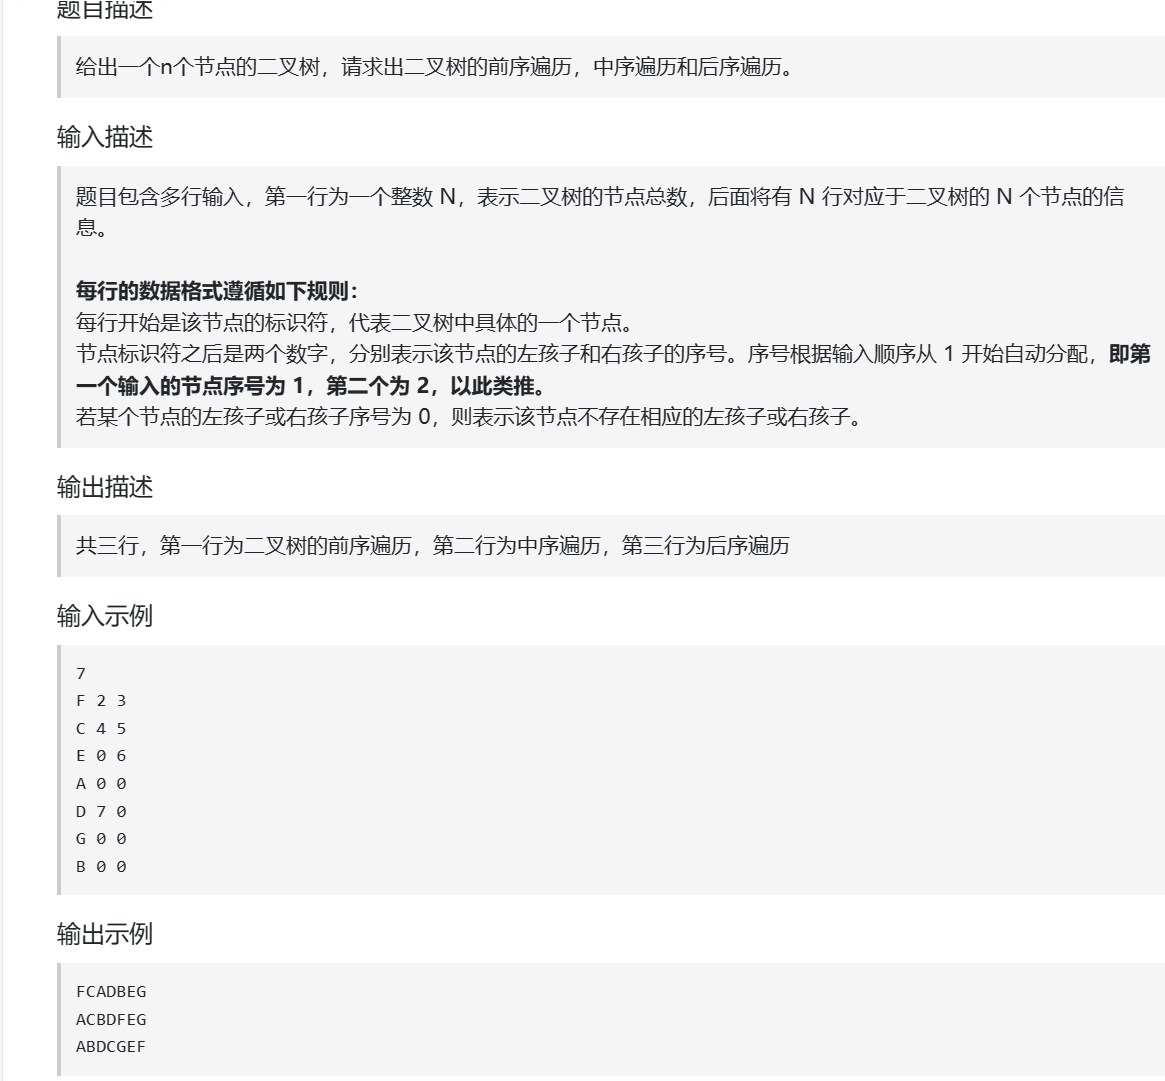 题目描述
给出一个n个节点的二叉树，请求出二叉树的前序遍历，中序遍历和后序遍历。
输入描述
题目包含多行输入，第一行为一个整数 N，表示二叉树的节点总数，后面将有 N 行对应于二叉树的 N 个节点的信
息。
每行的数据格式遵循如下规则：
每行开始是该节点的标识符，代表二叉树中具体的一个节点。
节点标识符之后是两个数字，分别表示该节点的左孩子和右孩子的序号。序号根据输入顺序从 1 开始自动分配，即第
一个输入的节点序号为 1，第二个为 2，以此类推。
若某个节点的左孩子或右孩子序号为 0，则表示该节点不存在相应的左孩子或右孩子。
输出描述
共三行，第一行为二叉树的前序遍历，第二行为中序遍历，第三行为后序遍历
输入示例
7
F 2 3
C 4 5
E 0 6
A 0 0
D 7 0
G 0 0
B 0 0
输出示例
FCADBEG
ACBDFEG
ABDCGEF